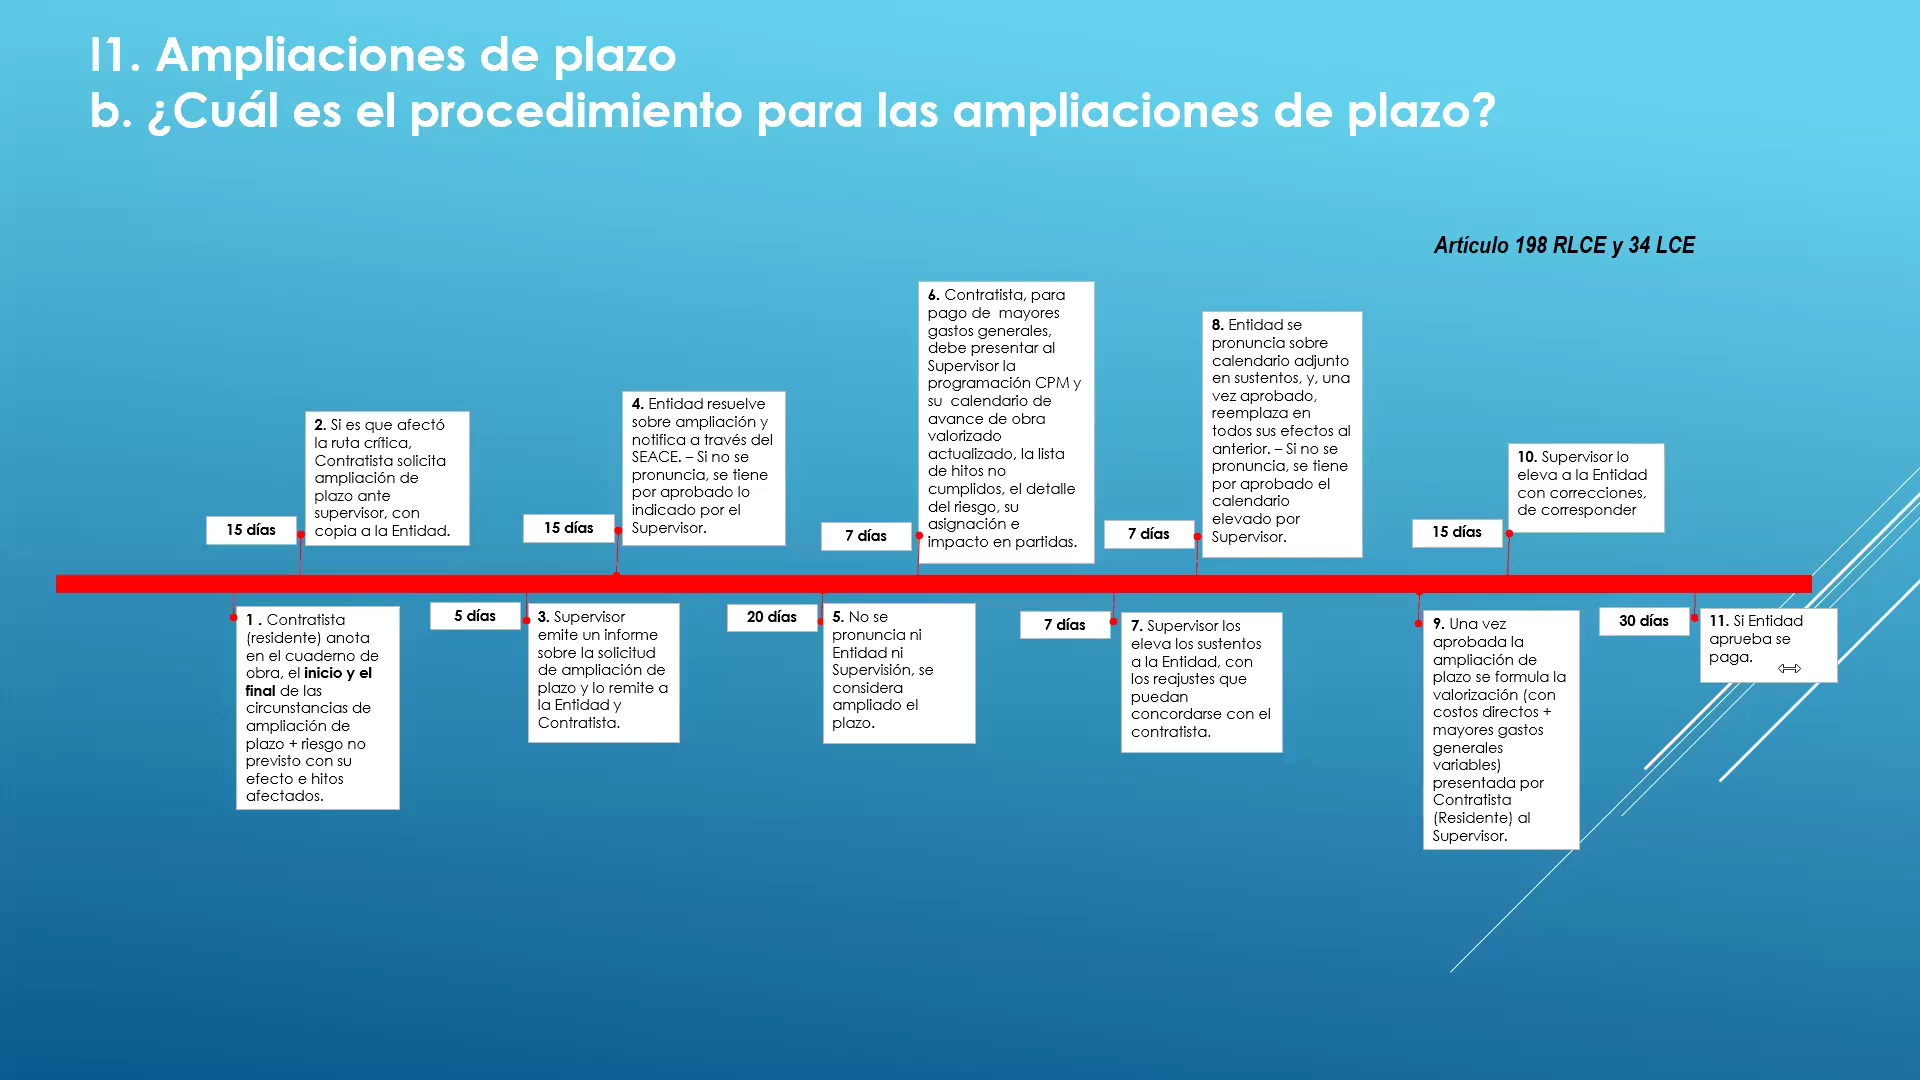 I1. Ampliaciones de plazo
b. ¿Cuál es el procedimiento para las ampliaciones de plazo?
Artículo 198 RLCE y 34 LCE
1 . Contratista
(residente) anota
en el cuaderno de
obra, el inicio y el
final de las
circunstancias de
ampliación de
plazo + riesgo no
previsto con su
efecto e hitos
afectados.
15 días
2. Si es que afectó
la ruta crítica,
Contratista solicita
ampliación de
plazo ante
supervisor, con
copia a la Entidad.
5 días
3. Supervisor
emite un informe
sobre la solicitud
de ampliación de
plazo y lo remite a
la Entidad y
Contratista.
15 días
4. Entidad resuelve
sobre ampliación y
notifica a través del
SEACE. – Si no se
pronuncia, se tiene
por aprobado lo
indicado por el
Supervisor.
20 días
5. No se
pronuncia ni
Entidad ni
Supervisión, se
considera
ampliado el
plazo.
7 días
6. Contratista, para
pago de mayores
gastos generales,
debe presentar al
Supervisor la
programación CPM y
su calendario de
avance de obra
valorizado
actualizado, la lista
de hitos no
cumplidos, el detalle
del riesgo, su
asignación e
impacto en partidas.
7 días
7. Supervisor los
eleva los sustentos
a la Entidad, con
los reajustes que
puedan
concordarse con el
contratista.
7 días
8. Entidad se
pronuncia sobre
calendario adjunto
en sustentos, y, una
vez aprobado,
reemplaza en
todos sus efectos al
anterior. – Si no se
pronuncia, se tiene
por aprobado el
calendario
elevado por
Supervisor.
9. Una vez
aprobada la
ampliación de
plazo se formula la
valorización (con
costos directos +
mayores gastos
generales
variables)
presentada por
Contratista
(Residente) al
Supervisor.
15 días
10. Supervisor lo
eleva a la Entidad
con correcciones,
de corresponder
30 días
11. Si Entidad
aprueba se
paga.